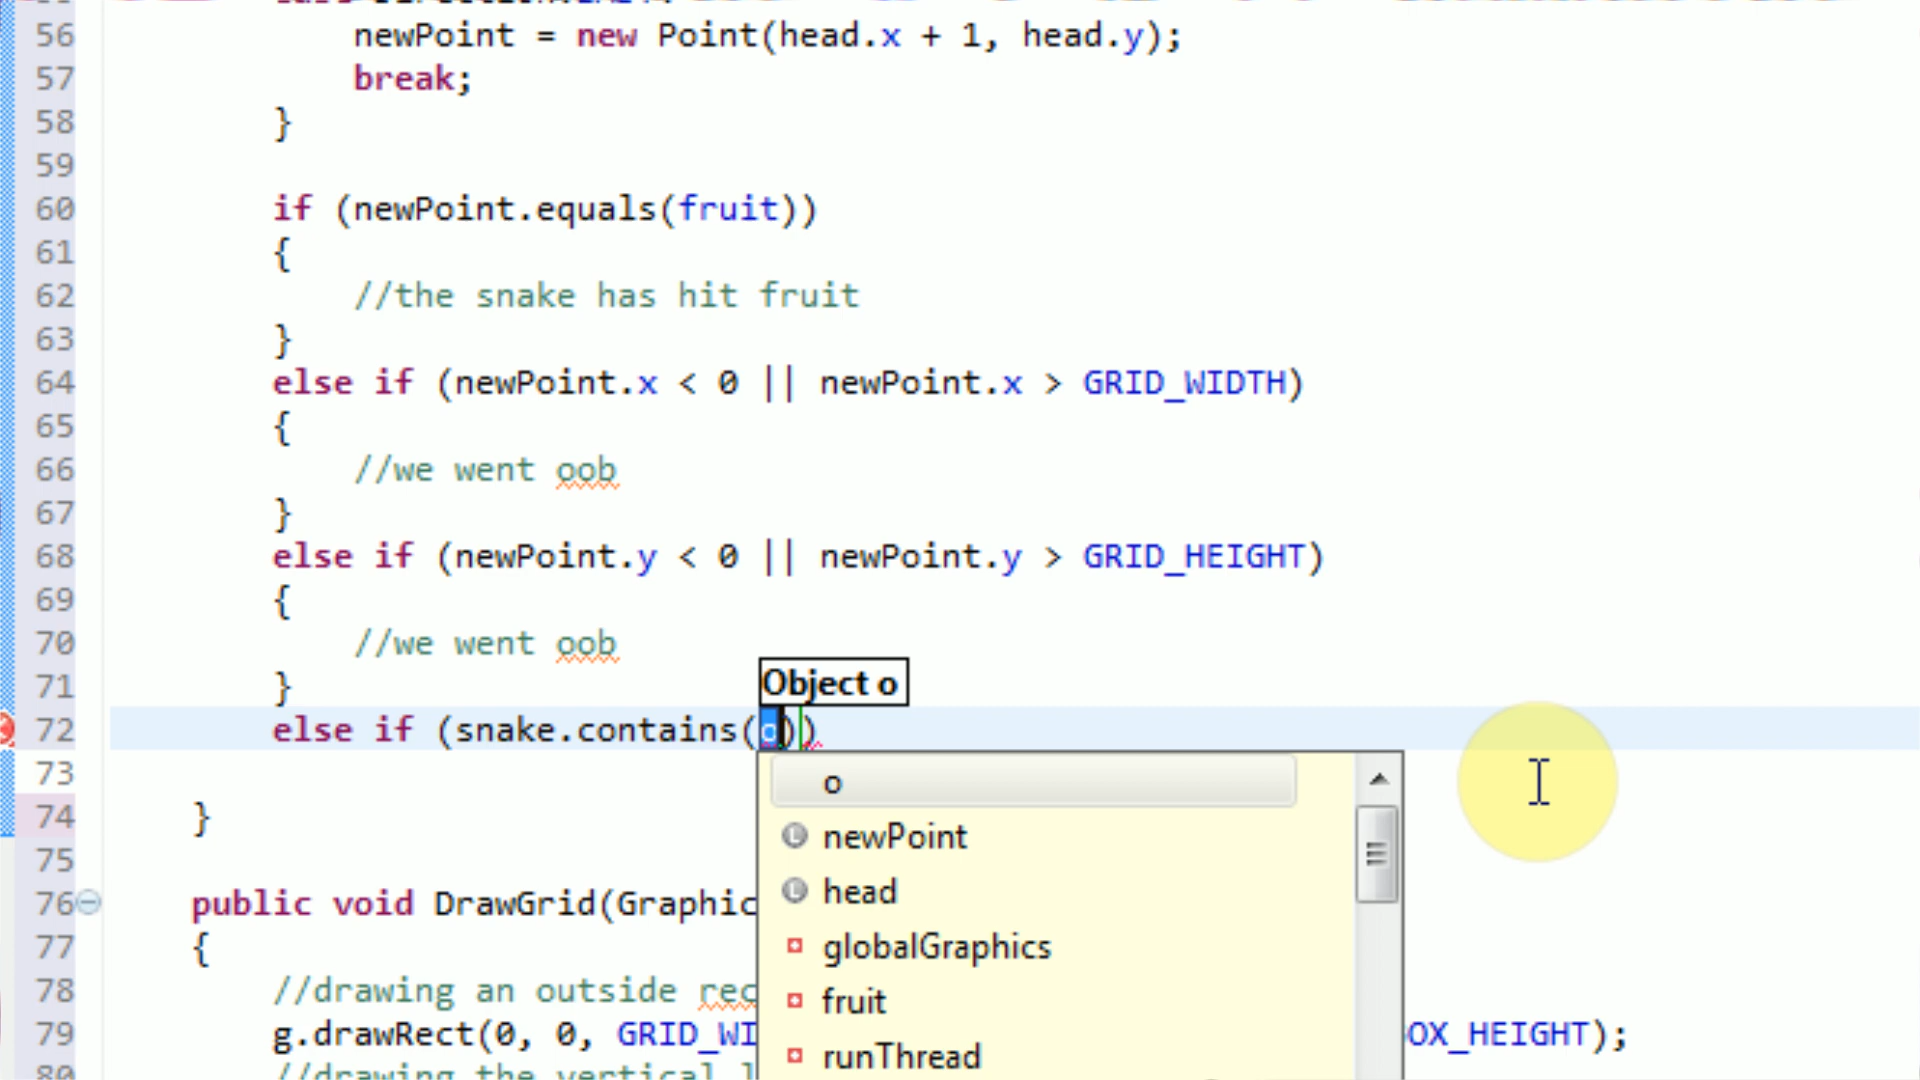 56 newPoint = new Point(head.x + 1, head.y);
57 break;
58 }
59
60 if (newPoint.equals(fruit))
61 {
62 //the snake has hit fruit
63 }
64 else if (newPoint.x < 0 || newPoint.x > GRID_WIDTH)
65 {
66 //we went oob
67 }
68 else if (newPoint.y < 0 || newPoint.y > GRID_HEIGHT)
69 {
70 //we went oob
71 }
Object o
72 else if (snake.contains(o))
73
o
74 }
newPoint
75
head
76 public void DrawGrid(Graphic
77 {
globalGraphics
78 //drawing an outside rec
fruit
79 g.drawRect(0, 0, GRID_WI OX_HEIGHT);
runThread
80 //drawing the vertical l